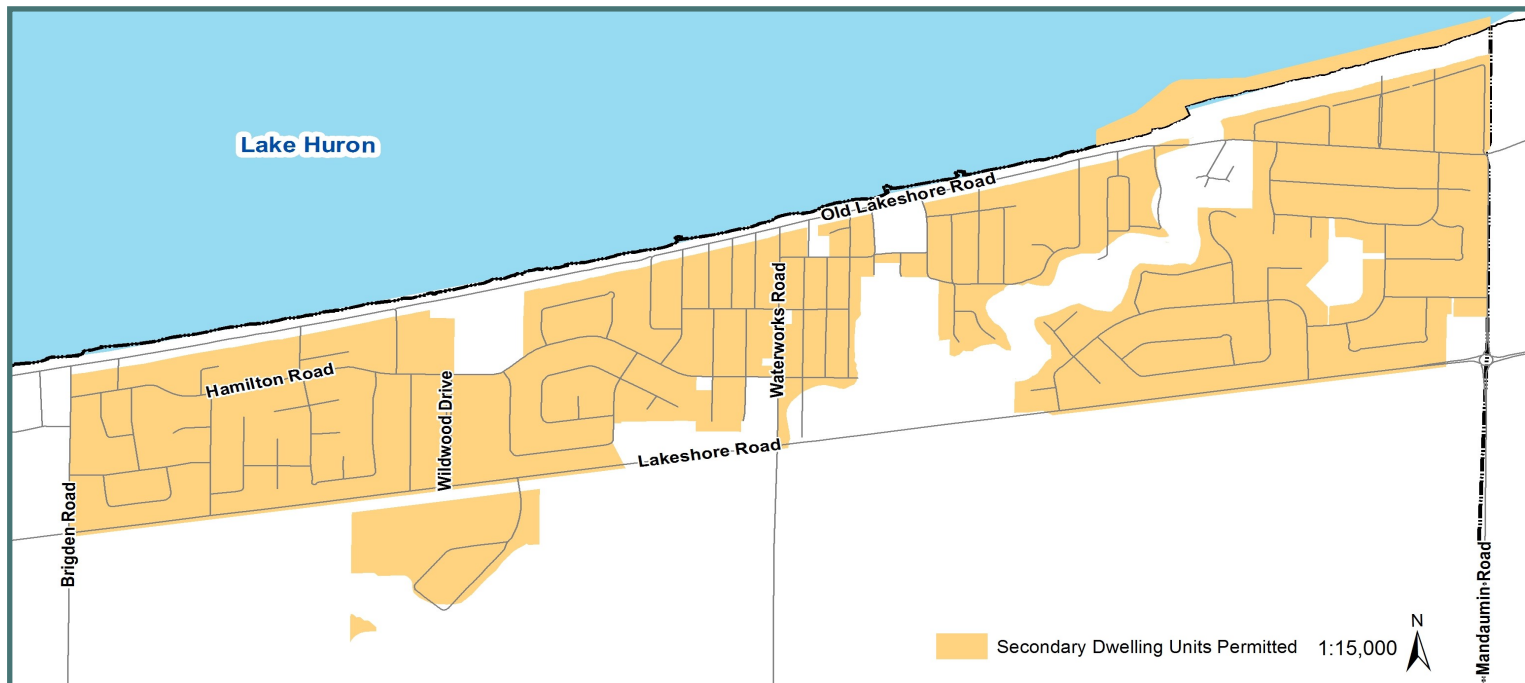 Lake Huron
Old Lakeshore Road
Waterworks Road
Hamilton Road
Wildwood Drive
Lakeshore Road
Brigden Road
Mandaumin Road
Secondary Dwelling Units Permitted
1:15,000
N